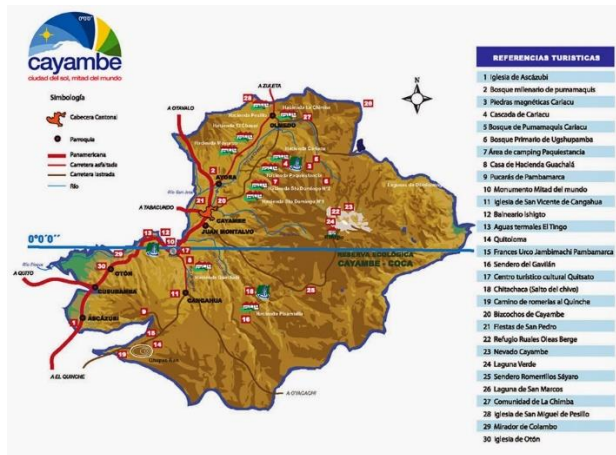 0°0'0"
cayambe
ciudad del sol, mitad del mundo
Simbología
Cabecera Cantonal
Parroquia
Panamericana
Carretera asfaltada
Carretera lastrada
Río
A ZULETA
A OTAVALO
OLMEDO
AYORA
A TABACUNDO
CAYAMBE
JUAN MONTALVO
0°0'0"
RESERVA ECOLÓGICA
CAYAMBE - COCA
A QUITO
OTÓN
CANGAHUA
ASCÁZUBI
A EL QUINCHE
A OYACACHI
REFERENCIAS TURISTICAS
1 Iglesia de Ascázubi
2 Bosque milenario de pumamaquis
3 Piedras magnéticas Cariacu
4 Cascada de Cariacu
5 Bosque de Pumamaquis Cariacu
6 Bosque Primario de Ugshupamba
7 Área de camping Paquiestancia
8 Casa de Hacienda Guachalá
9 Pucarás de Pambamarca
10 Monumento Mitad del mundo
11 Iglesia de San Vicente de Cangahua
12 Balneario Ishigto
13 Aguas termales El Tingo
14 Quitoloma
15 Frances Urco Jambimachi Pambamarca
16 Sendero del Gavilán
17 Centro turístico cultural Quitsato
18 Chitachaca (Salto del chivo)
19 Camino de romerías al Quinche
20 Bizcochos de Cayambe
21 Fiestas de San Pedro
22 Refugio Ruales Oleas Berge
23 Nevado Cayambe
24 Laguna Verde
25 Sendero Romerillos Sáyaro
26 Laguna de San Marcos
27 Comunidad de La Chimba
28 Iglesia de San Miguel de Pesillo
29 Mirador de Colambo
30 Iglesia de Otón